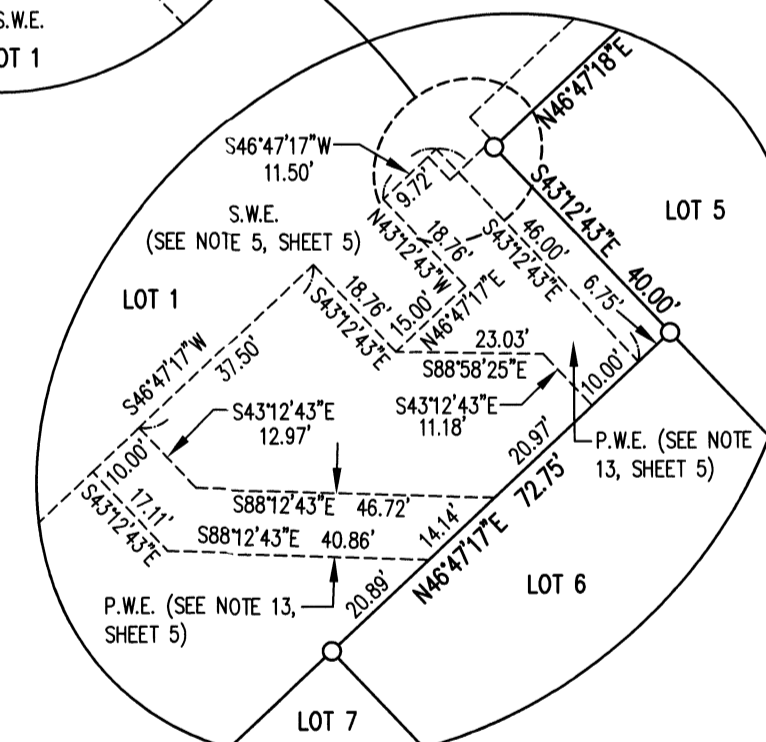 S.W.E.
LOT 1
N46°47'18"E
S46°47'17"W
11.50'
9.72'
S43°12'43"E 40.00'
LOT 5
S.W.E.
(SEE NOTE 5, SHEET 5)
N43°12'43"W
18.76'
46.00'
S43°12'43"E
6.75'
LOT 1
18.76'
S43°12'43"E
15.00'
N46°47'17"E
23.03'
S88°58'25"E
S46°47'17"W
37.50'
10.00'
S43°12'43"E
11.18'
S43°12'43"E
12.97'
P.W.E. (SEE NOTE
13, SHEET 5)
20.97'
10.00'
17.11'
S43°12'43"E
S88°12'43"E 46.72'
14.14'
N46°47'17"E 72.75'
S88°12'43"E 40.86'
20.89'
LOT 6
P.W.E. (SEE NOTE 13,
SHEET 5)
LOT 7